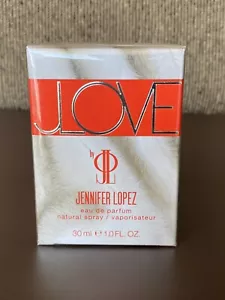 JLOVE
by
JL
JENNIFER LOPEZ
eau de parfum
natural spray / vaporisateur
30 ml ℮ 1.0 FL. OZ.